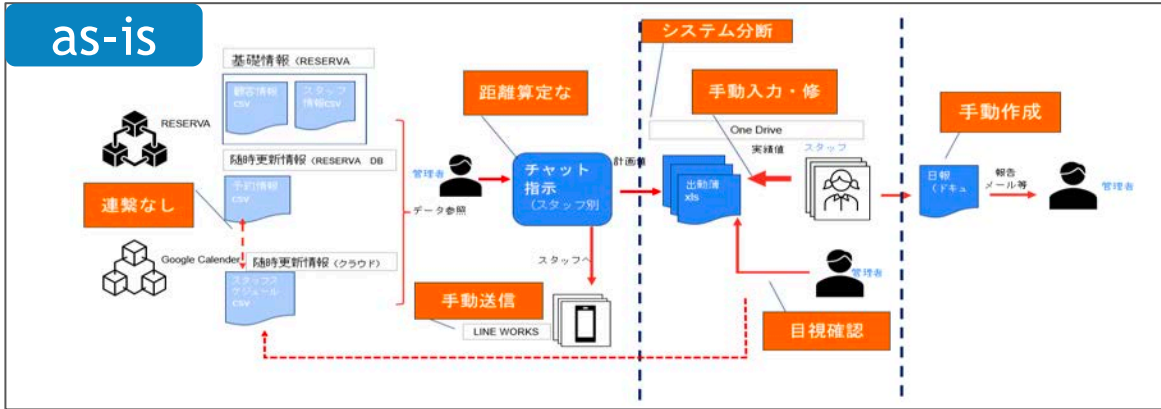 as-is
基礎情報（RESERVA
顧客情報
csv
スタッフ
情報csv
RESERVA
随時更新情報（RESERVA DB
予約情報
csv
連繋なし
Google Calender
随時更新情報（クラウド）
スタッフス
ケジュール
csv
データ参照
管理者
距離算定な
チャット
指示
（スタッフ別
計画値
スタッフへ
手動送信
LINE WORKS
システム分断
手動入力・修
One Drive
実績値
スタッフ
出勤簿
xls
管理者
目視確認
手動作成
日報
（ドキュ
報告
メール等
管理者